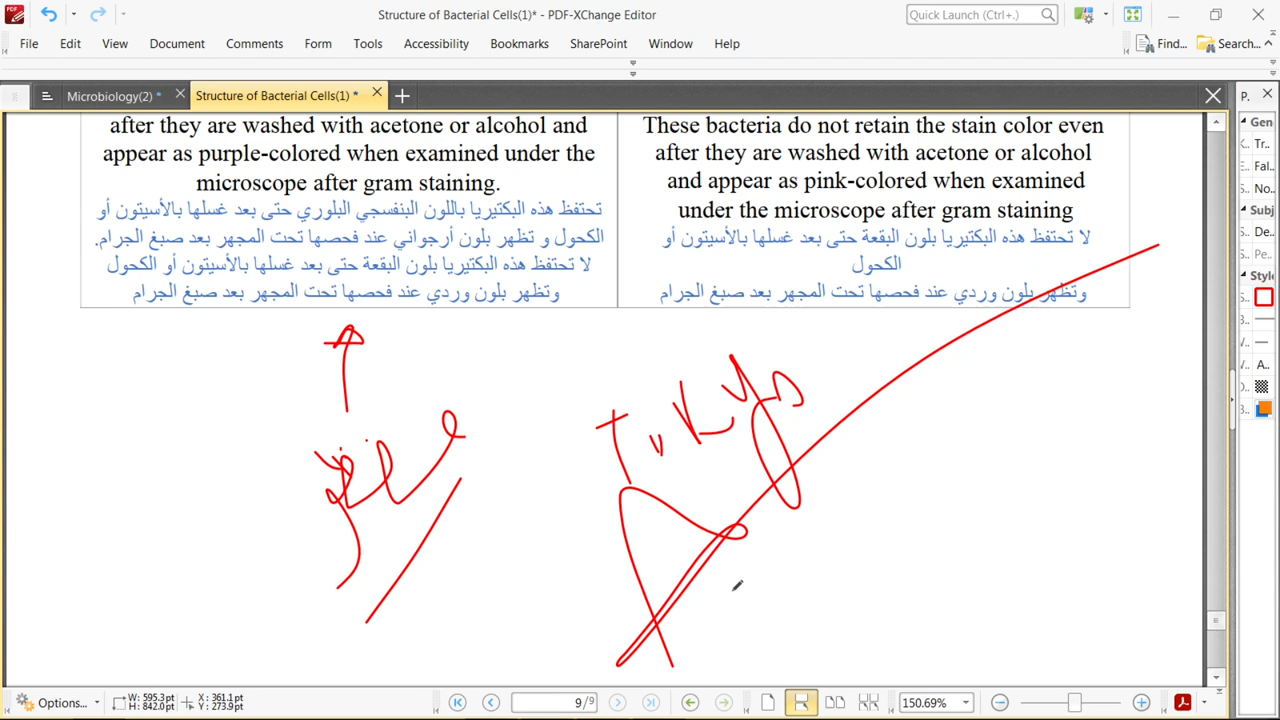 Structure of Bacterial Cells(1)* - PDF-XChange Editor
Quick Launch (Ctrl+.)
File Edit View Document Comments Form Tools Accessibility Bookmarks SharePoint Window Help
Find...
Search...
Microbiology(2) *
Structure of Bacterial Cells(1) *
P.
after they are washed with acetone or alcohol and
appear as purple-colored when examined under the
microscope after gram staining.
تحتفظ هذه البكتيريا باللون البنفسجي البلوري حتى بعد غسلها بالأسيتون أو
الكحول و تظهر بلون أرجواني عند فحصها تحت المجهر بعد صبغ الجرام.
لا تحتفظ هذه البكتيريا بلون البقعة حتى بعد غسلها بالأسيتون أو الكحول
وتظهر بلون وردي عند فحصها تحت المجهر بعد صبغ الجرام
These bacteria do not retain the stain color even
after they are washed with acetone or alcohol
and appear as pink-colored when examined
under the microscope after gram staining
لا تحتفظ هذه البكتيريا بلون البقعة حتى بعد غسلها بالأسيتون أو
الكحول
وتظهر بلون وردي عند فحصها تحت المجهر بعد صبغ الجرام
Gen
Tr...
Fal...
No...
Subj
De...
Pe...
Style
S..
B..
W..
W.. A...
O..
B..
Options...
W: 595.3pt
H: 842.0pt
X: 361.1pt
Y: 273.9pt
9/9
150.69%